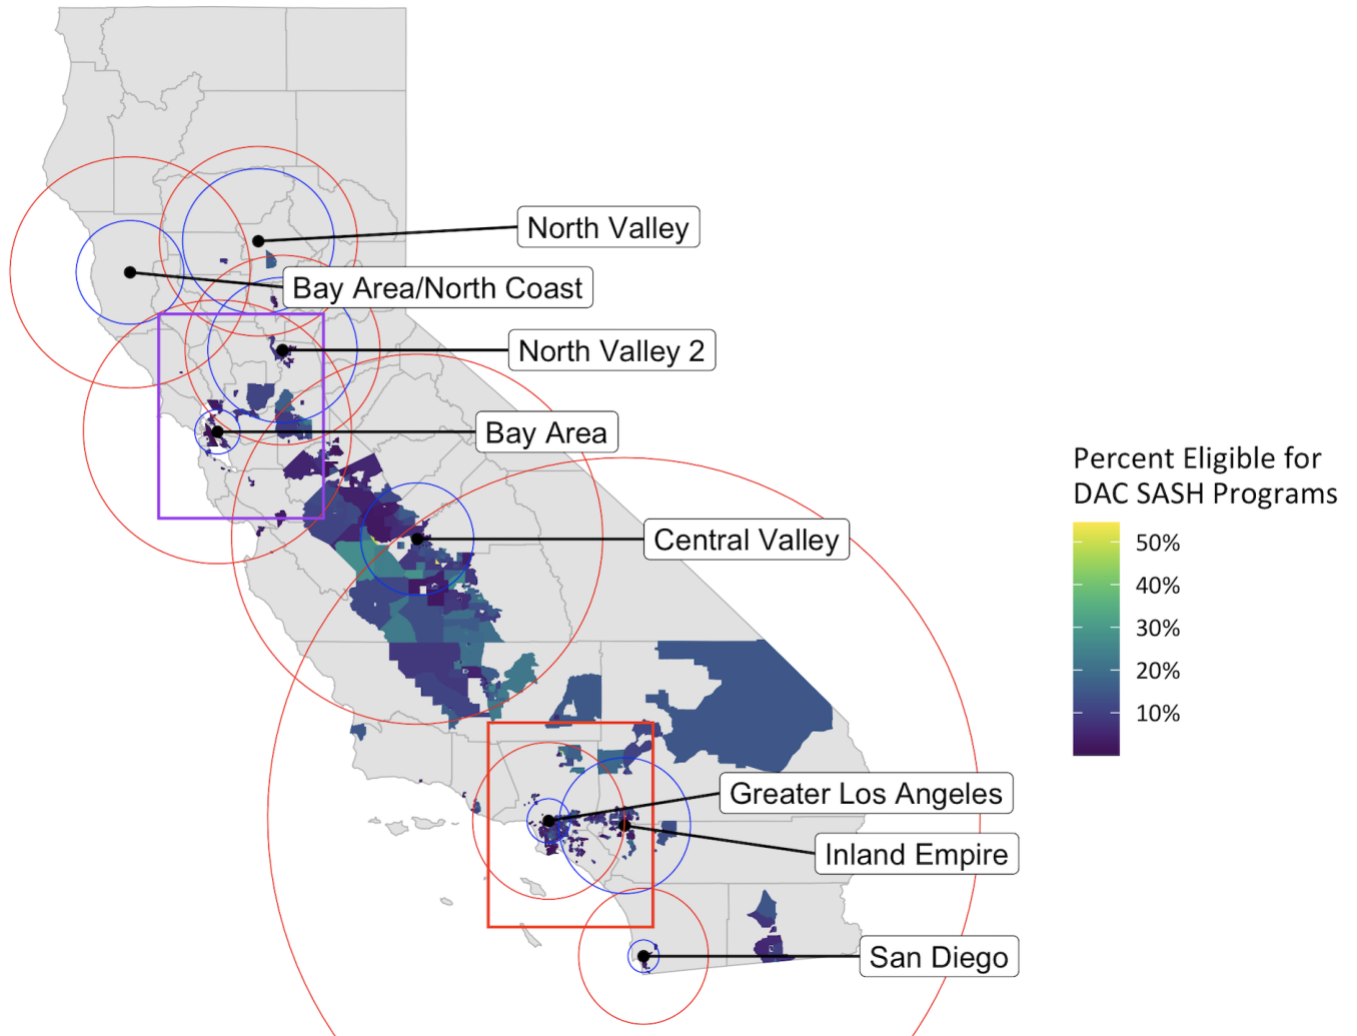 North Valley
Bay Area/North Coast
North Valley 2
Bay Area
Percent Eligible for
DAC SASH Programs
50%
40%
30%
20%
10%
Central Valley
Greater Los Angeles
Inland Empire
San Diego